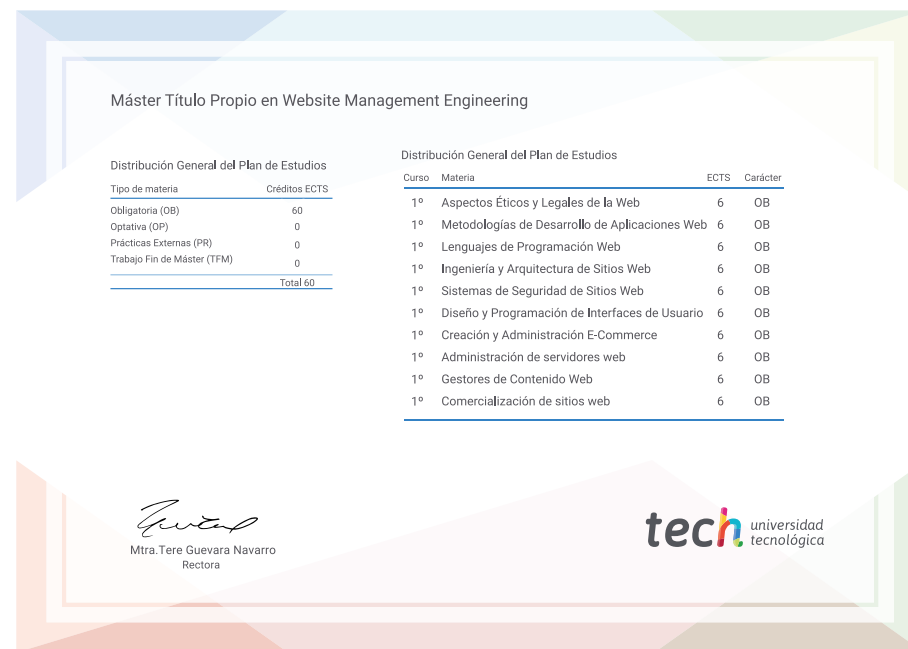 Máster Título Propio en Website Management Engineering
Distribución General del Plan de Estudios
Tipo de materia Créditos ECTS
Obligatoria (OB) 60
Optativa (OP) 0
Prácticas Externas (PR) 0
Trabajo Fin de Máster (TFM) 0
Total 60
Distribución General del Plan de Estudios
Curso Materia ECTS Carácter
1º Aspectos Éticos y Legales de la Web 6 OB
1º Metodologías de Desarrollo de Aplicaciones Web 6 OB
1º Lenguajes de Programación Web 6 OB
1º Ingeniería y Arquitectura de Sitios Web 6 OB
1º Sistemas de Seguridad de Sitios Web 6 OB
1º Diseño y Programación de Interfaces de Usuario 6 OB
1º Creación y Administración E-Commerce 6 OB
1º Administración de servidores web 6 OB
1º Gestores de Contenido Web 6 OB
1º Comercialización de sitios web 6 OB
Mtra.Tere Guevara Navarro
Rectora
tech universidad
tecnológica